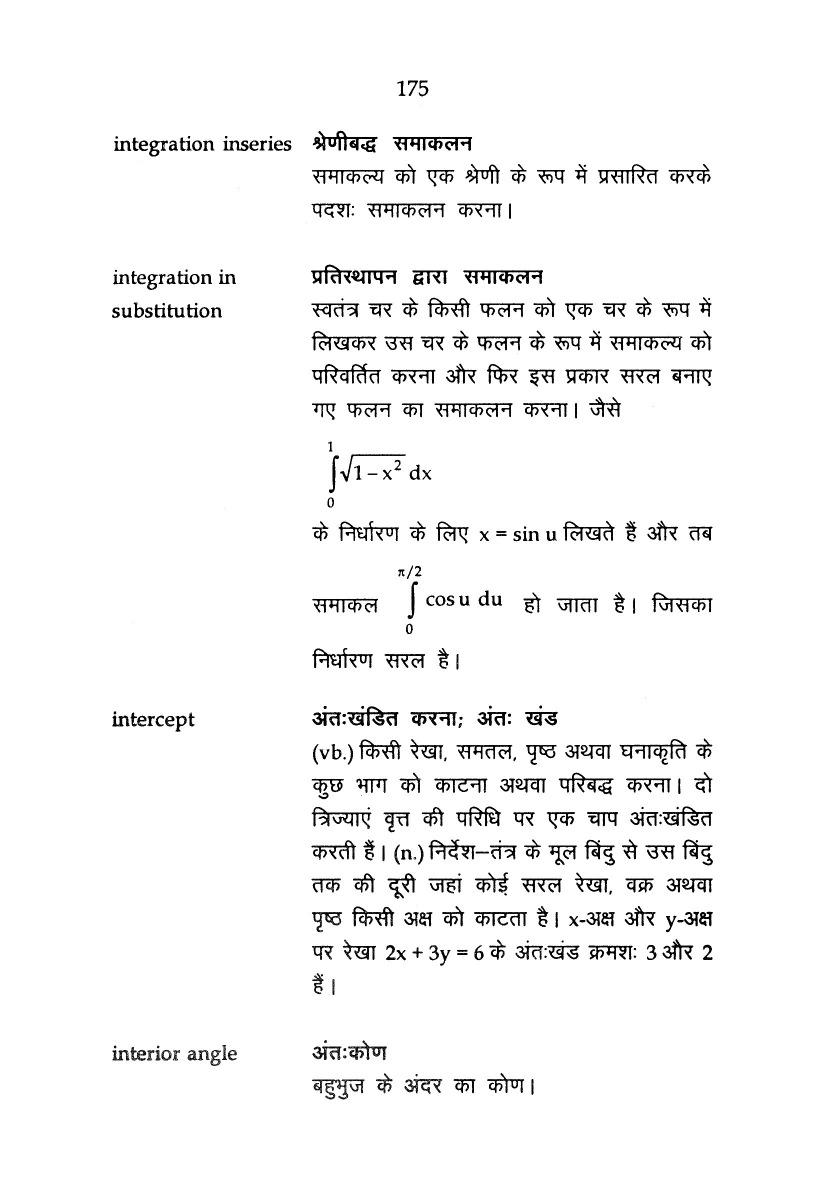 175
integration inseries श्रेणीबद्ध समाकलन
समाकल्य को एक श्रेणी के रूप में प्रसारित करके
पदशः समाकलन करना।
integration in प्रतिस्थापन द्वारा समाकलन
substitution स्वतंत्र चर के किसी फलन को एक चर के रूप में
लिखकर उस चर के फलन के रूप में समाकल्य को
परिवर्तित करना और फिर इस प्रकार सरल बनाए
गए फलन का समाकलन करना। जैसे
1
∫√1–x² dx
0
के निर्धारण के लिए x = sin u लिखते हैं और तब
π/2
समाकल ∫ cos u du हो जाता है। जिसका
0
निर्धारण सरल है।
intercept अंतःखंडित करना; अंतः खंड
(vb.) किसी रेखा, समतल, पृष्ठ अथवा घनाकृति के
कुछ भाग को काटना अथवा परिबद्ध करना। दो
त्रिज्याएं वृत्त की परिधि पर एक चाप अंतःखंडित
करती हैं। (n.) निर्देश–तंत्र के मूल बिंदु से उस बिंदु
तक की दूरी जहां कोई सरल रेखा, वक्र अथवा
पृष्ठ किसी अक्ष को काटता है। x-अक्ष और y-अक्ष
पर रेखा 2x + 3y = 6 के अंतःखंड क्रमशः 3 और 2
हैं।
interior angle अंतःकोण
बहुभुज के अंदर का कोण।